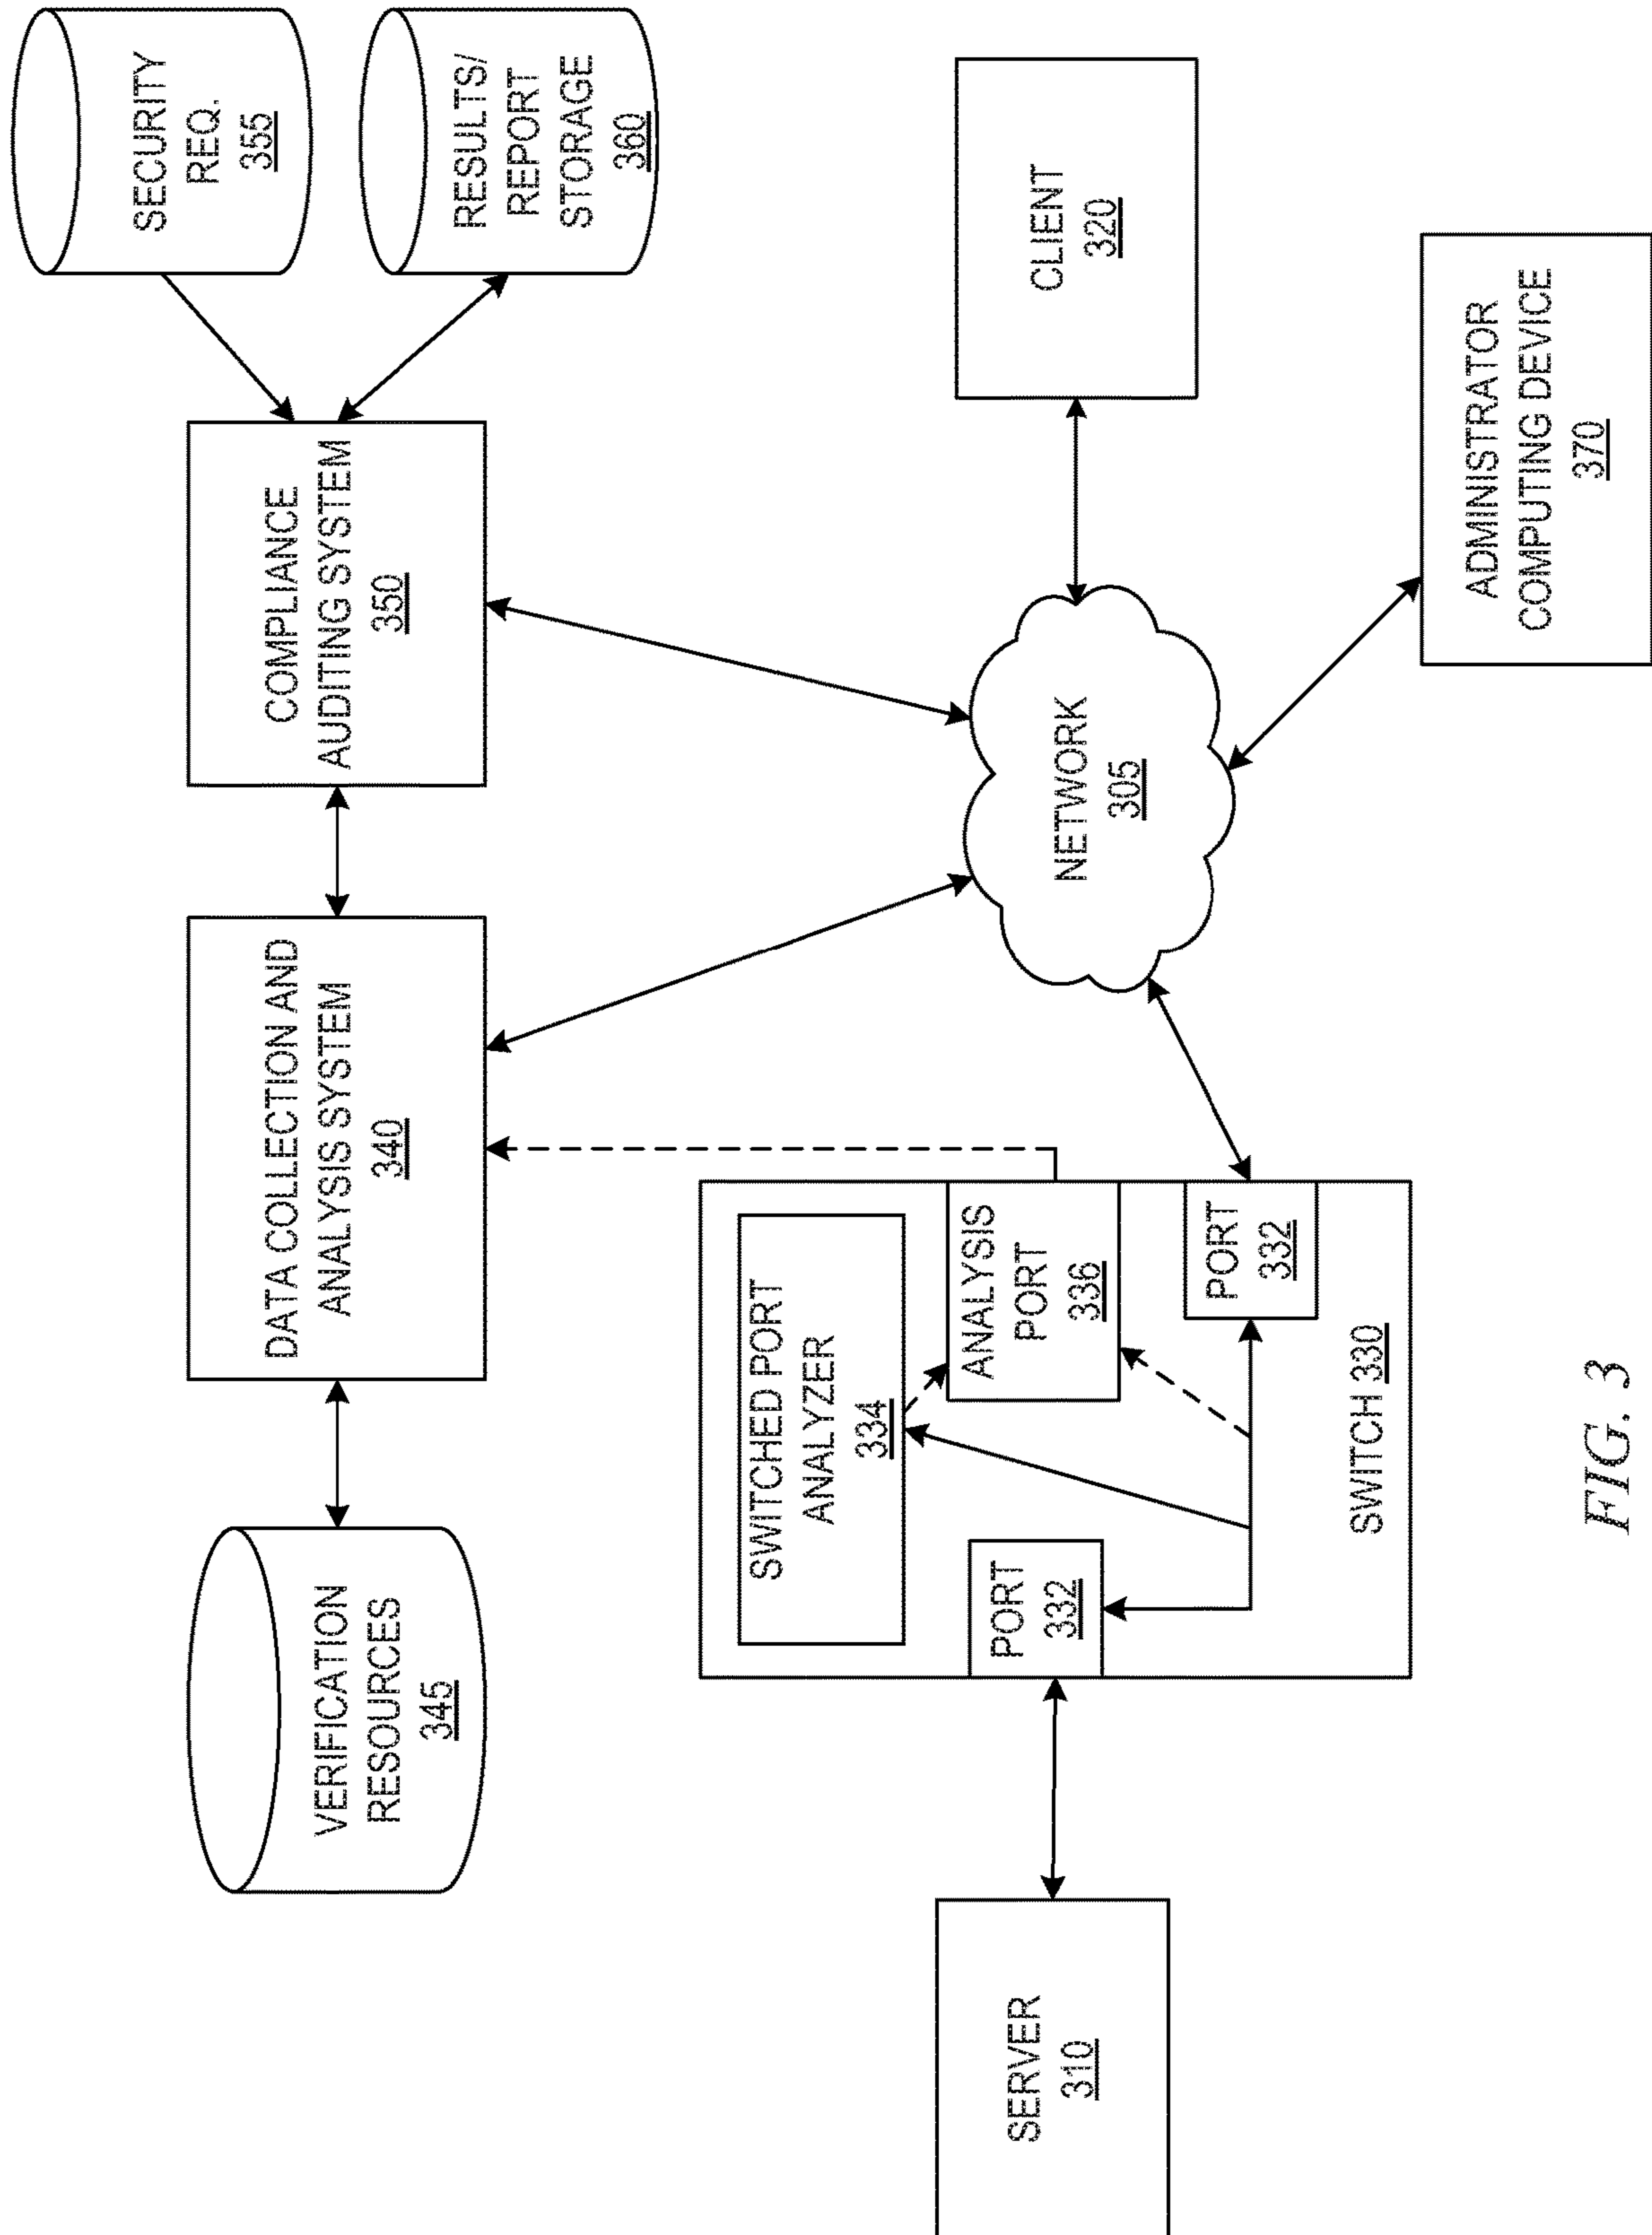 VERIFICATION
RESOURCES
345
DATA COLLECTION AND
ANALYSIS SYSTEM
340
COMPLIANCE
AUDITING SYSTEM
350
SECURITY
REQ.
355
RESULTS/
REPORT
STORAGE
360
SERVER
310
SWITCHED PORT
ANALYZER
334
PORT
332
ANALYSIS
PORT
336
PORT
332
SWITCH 330
NETWORK
305
CLIENT
320
ADMINISTRATOR
COMPUTING DEVICE
370
FIG. 3